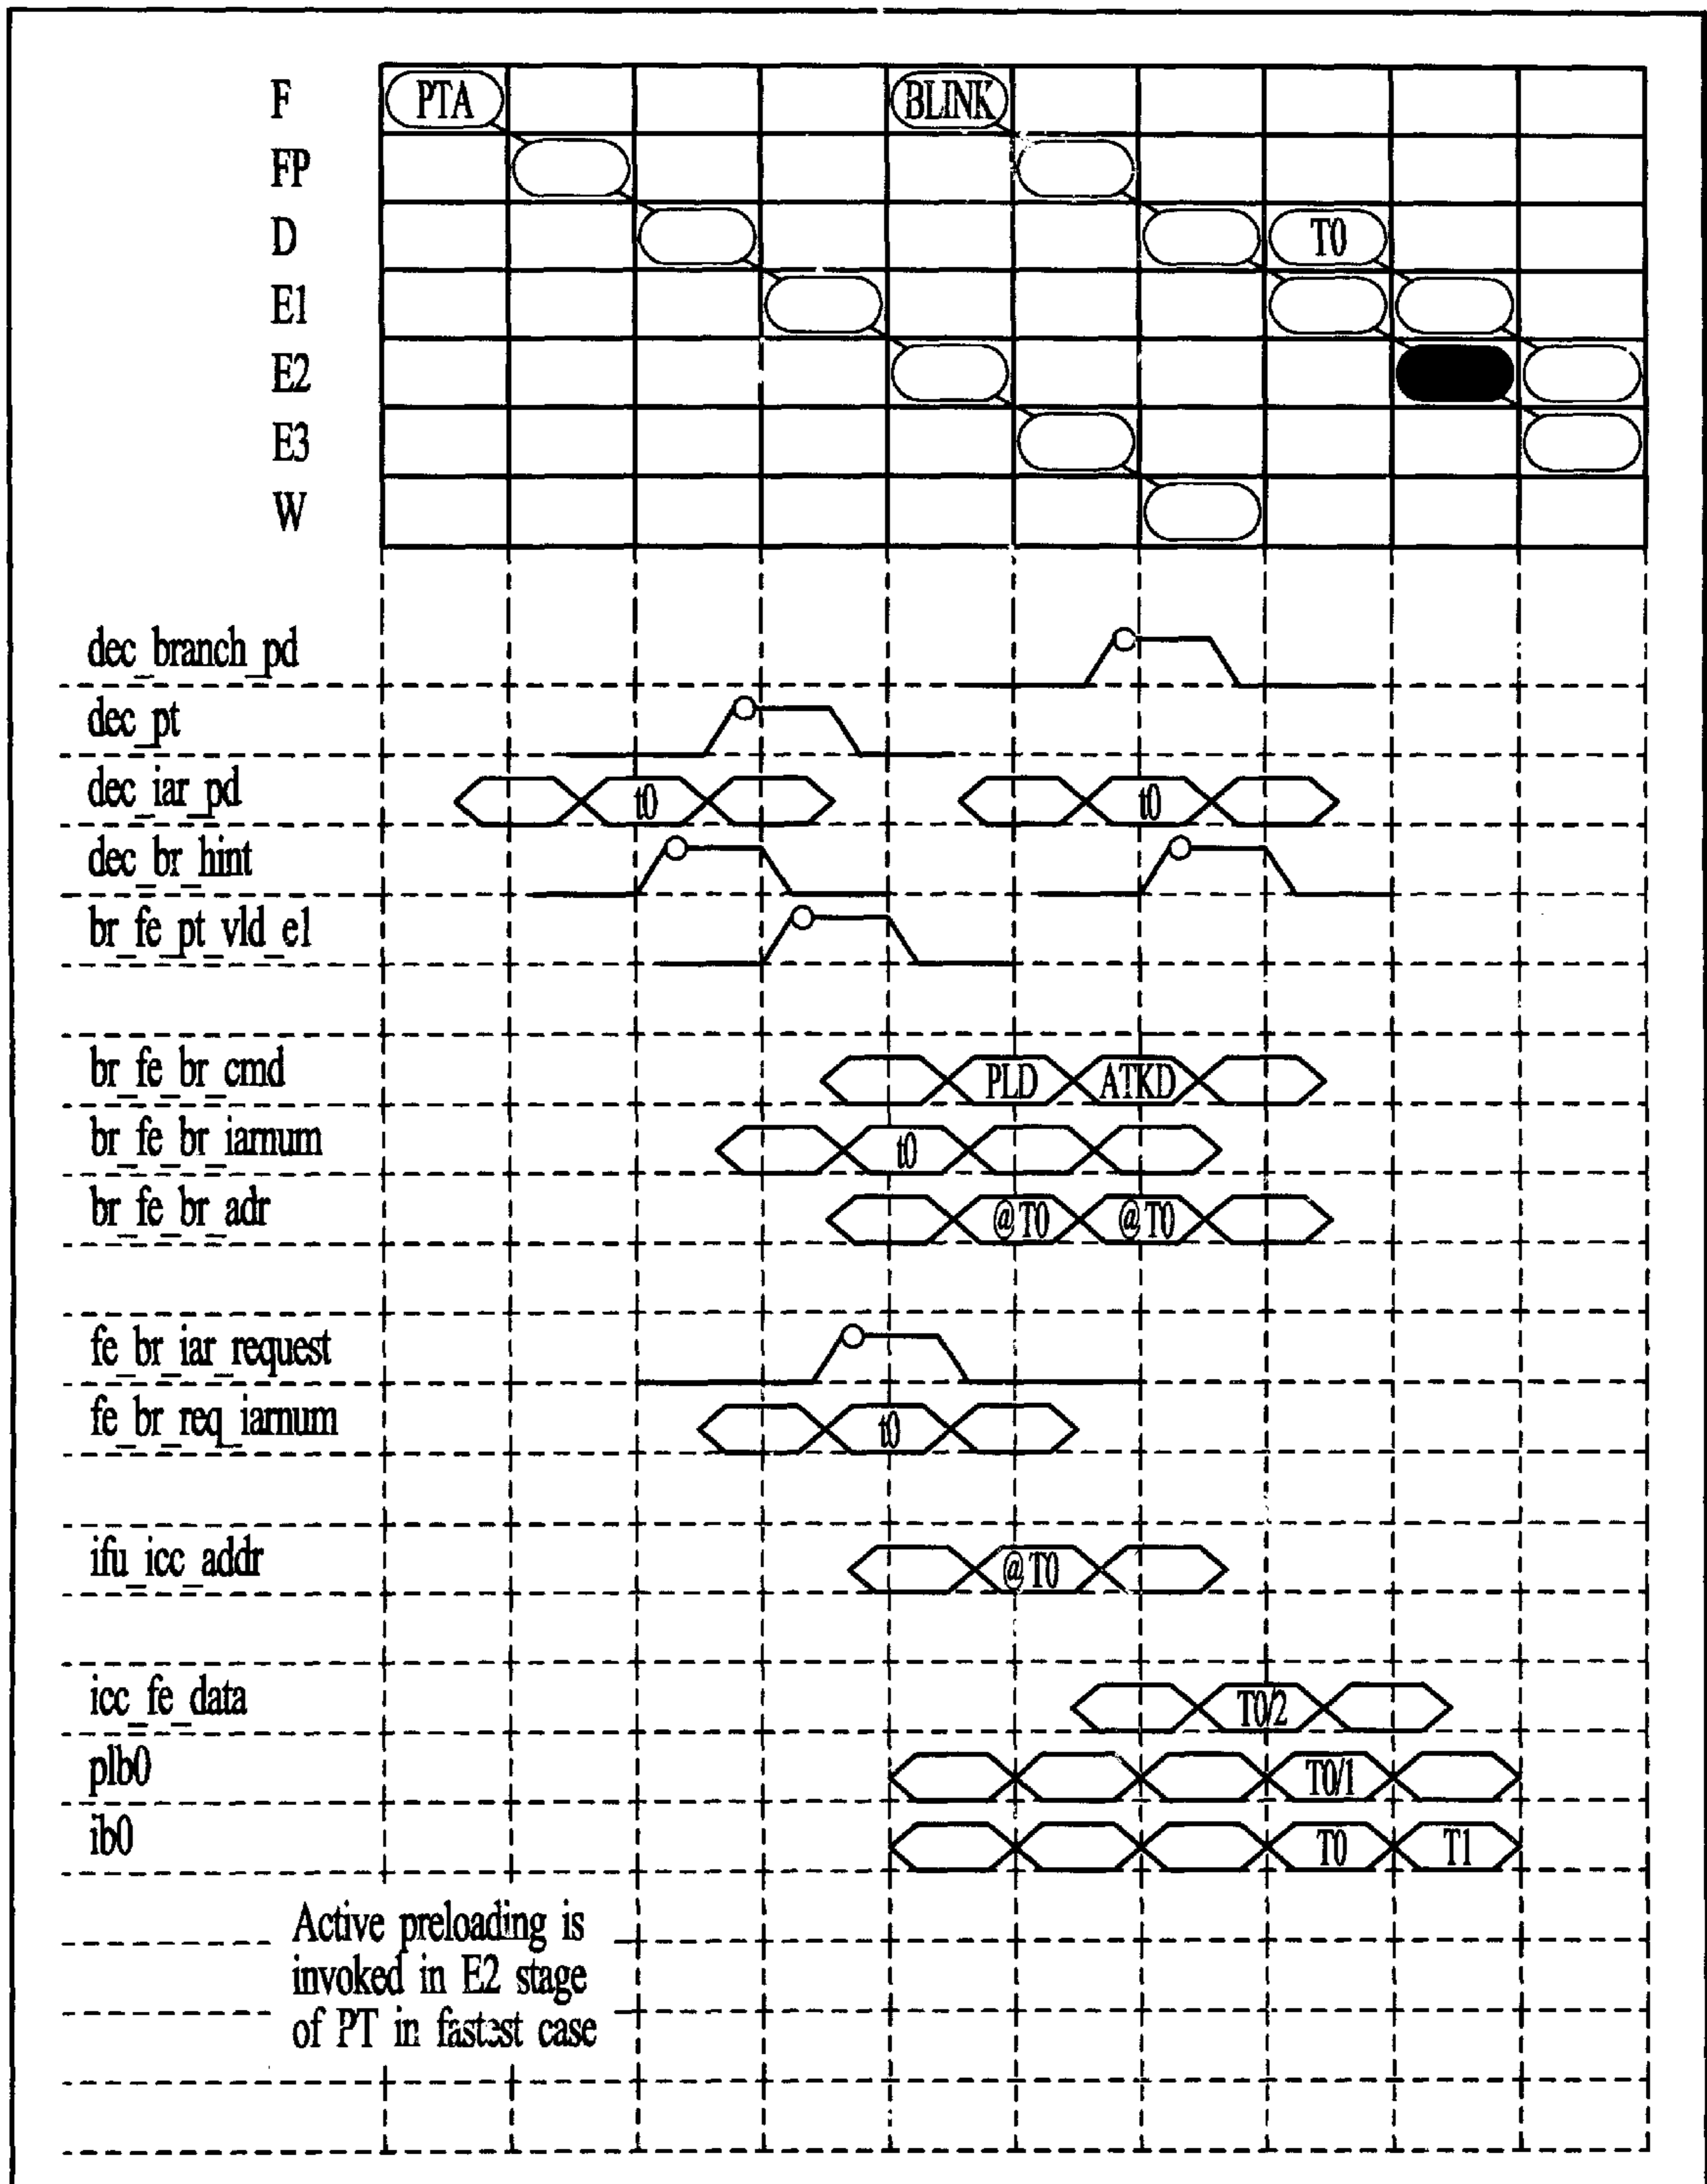 F PTA BLINK
FP
D T0
E1
E2
E3
W
dec_branch_pd
dec_pt
dec_iar_pd t0 t0
dec_br_hint
br_fe_pt_vld_e1
br_fe_br_cmd PLD ATKD
br_fe_br_iarnum t0
br_fe_br_adr @T0 @T0
fe_br_iar_request
fe_br_req_iarnum t0
ifu_icc_addr @T0
icc_fe_data T0/2
plb0 T0/1
ib0 T0 T1
Active preloading is
invoked in E2 stage
of PT in fastest case